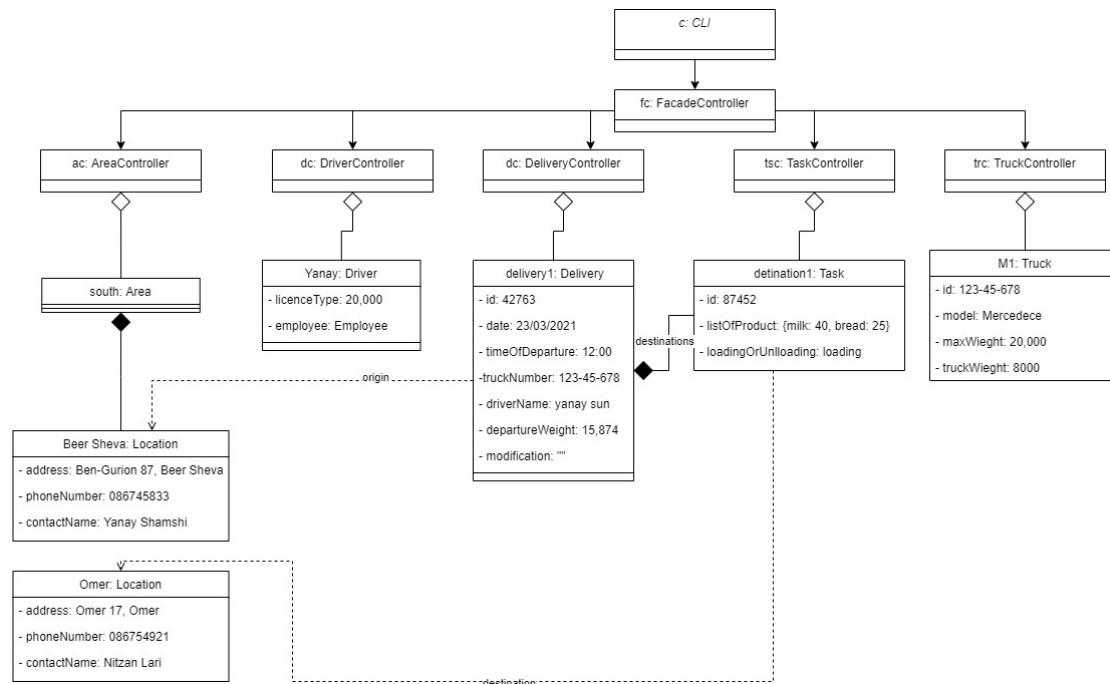 c: CLI
fc: FacadeController
ac: AreaController
dc: DriverController
dc: DeliveryController
tsc: TaskController
trc: TruckController
south: Area
Yanay: Driver
- licenceType: 20,000
- employee: Employee
delivery1: Delivery
- id: 42763
- date: 23/03/2021
- timeOfDeparture: 12:00
-truckNumber: 123-45-678
- driverName: yanay sun
- departureWeight: 15,874
- modification: ""
destinations
detination1: Task
- id: 87452
- listOfProduct: {milk: 40, bread: 25}
- loadingOrUnlloading: loading
M1: Truck
- id: 123-45-678
- model: Mercedece
- maxWieght: 20,000
- truckWieght: 8000
origin
Beer Sheva: Location
- address: Ben-Gurion 87, Beer Sheva
- phoneNumber: 086745833
- contactName: Yanay Shamshi
Omer: Location
- address: Omer 17, Omer
- phoneNumber: 086754921
- contactName: Nitzan Lari
destination